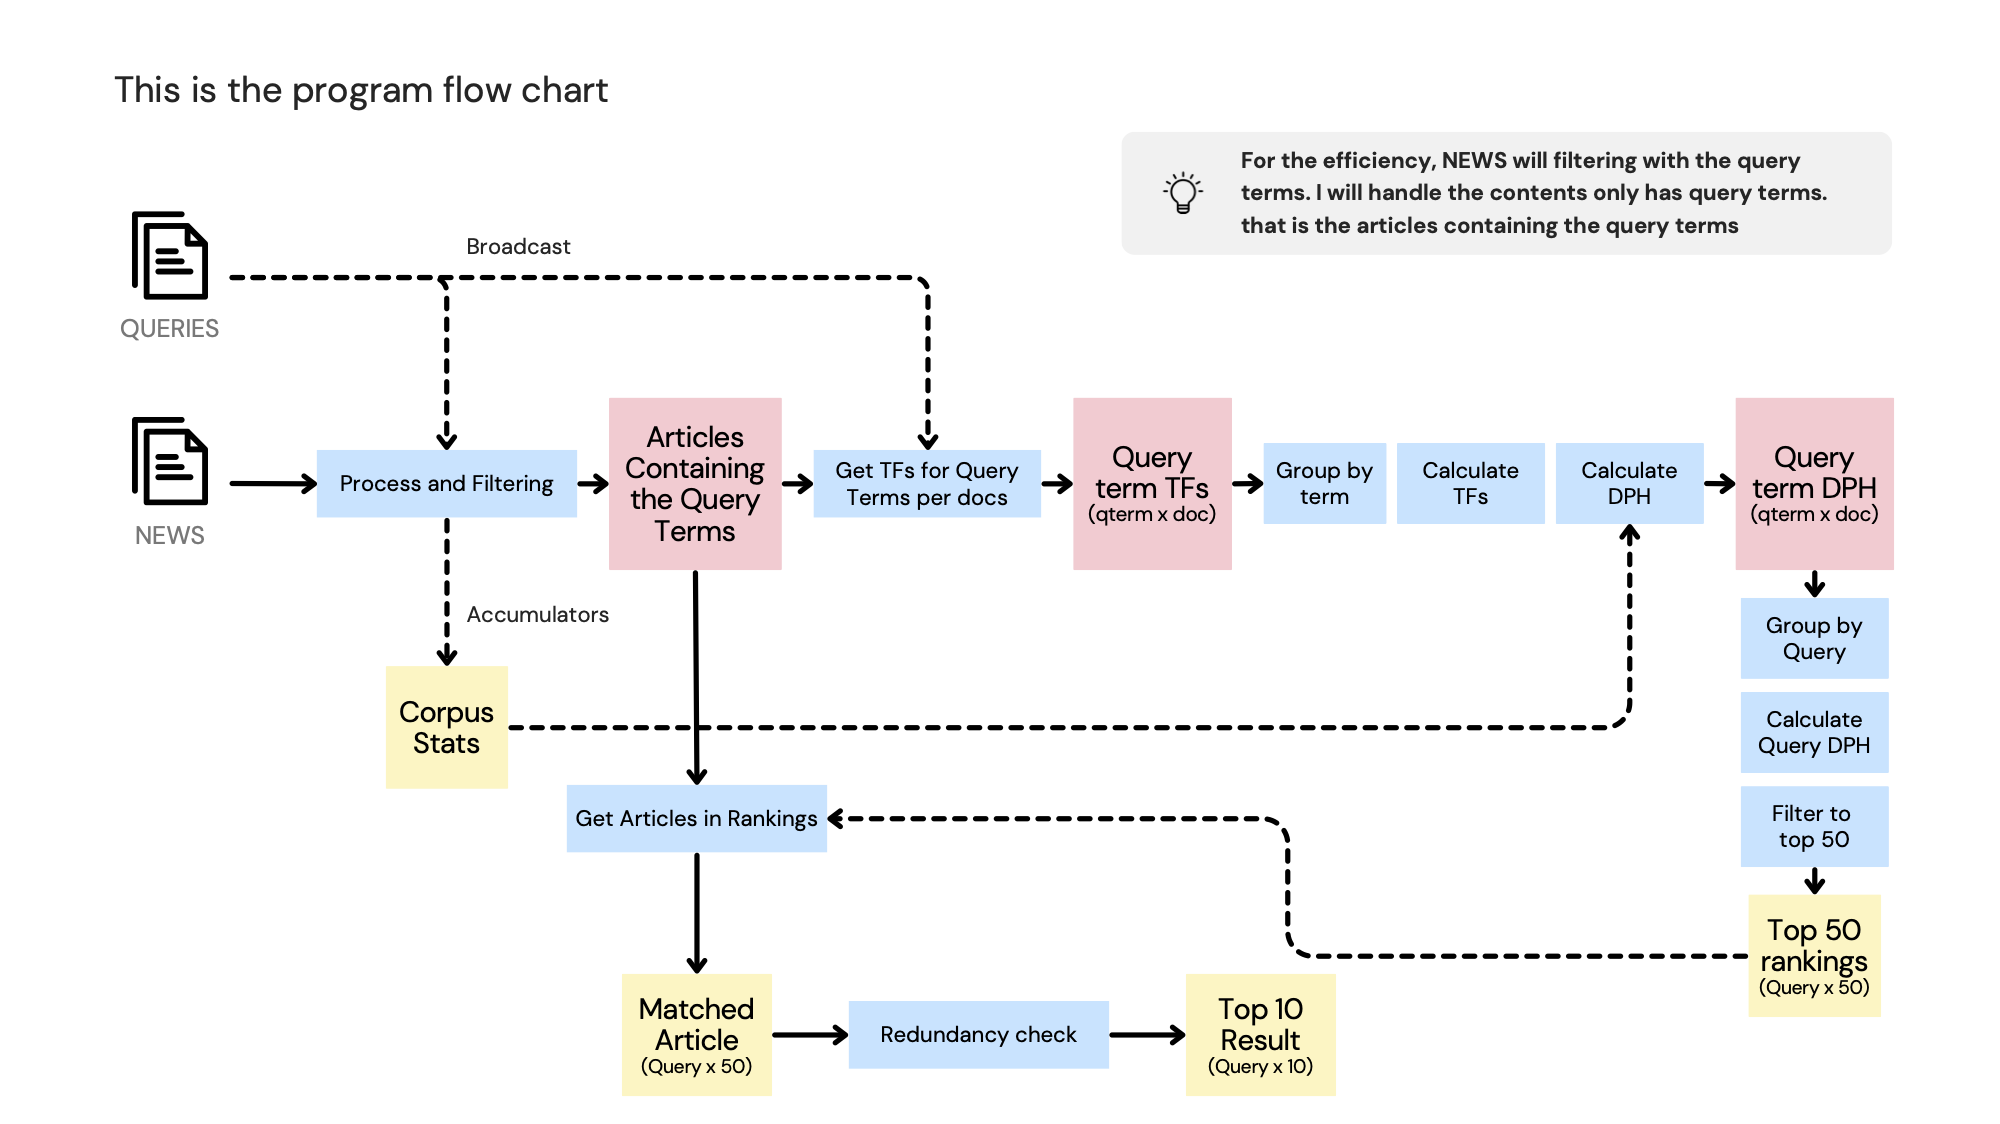 This is the program flow chart
For the efficiency, NEWS will filtering with the query
terms. I will handle the contents only has query terms.
that is the articles containing the query terms
Broadcast
QUERIES
NEWS
Process and Filtering
Articles
Containing
the Query
Terms
Get TFs for Query
Terms per docs
Query
term TFs
(qterm x doc)
Group by
term
Calculate
TFs
Calculate
DPH
Query
term DPH
(qterm x doc)
Accumulators
Group by
Query
Corpus
Stats
Calculate
Query DPH
Get Articles in Rankings
Filter to
top 50
Top 50
rankings
(Query x 50)
Matched
Article
(Query x 50)
Redundancy check
Top 10
Result
(Query x 10)